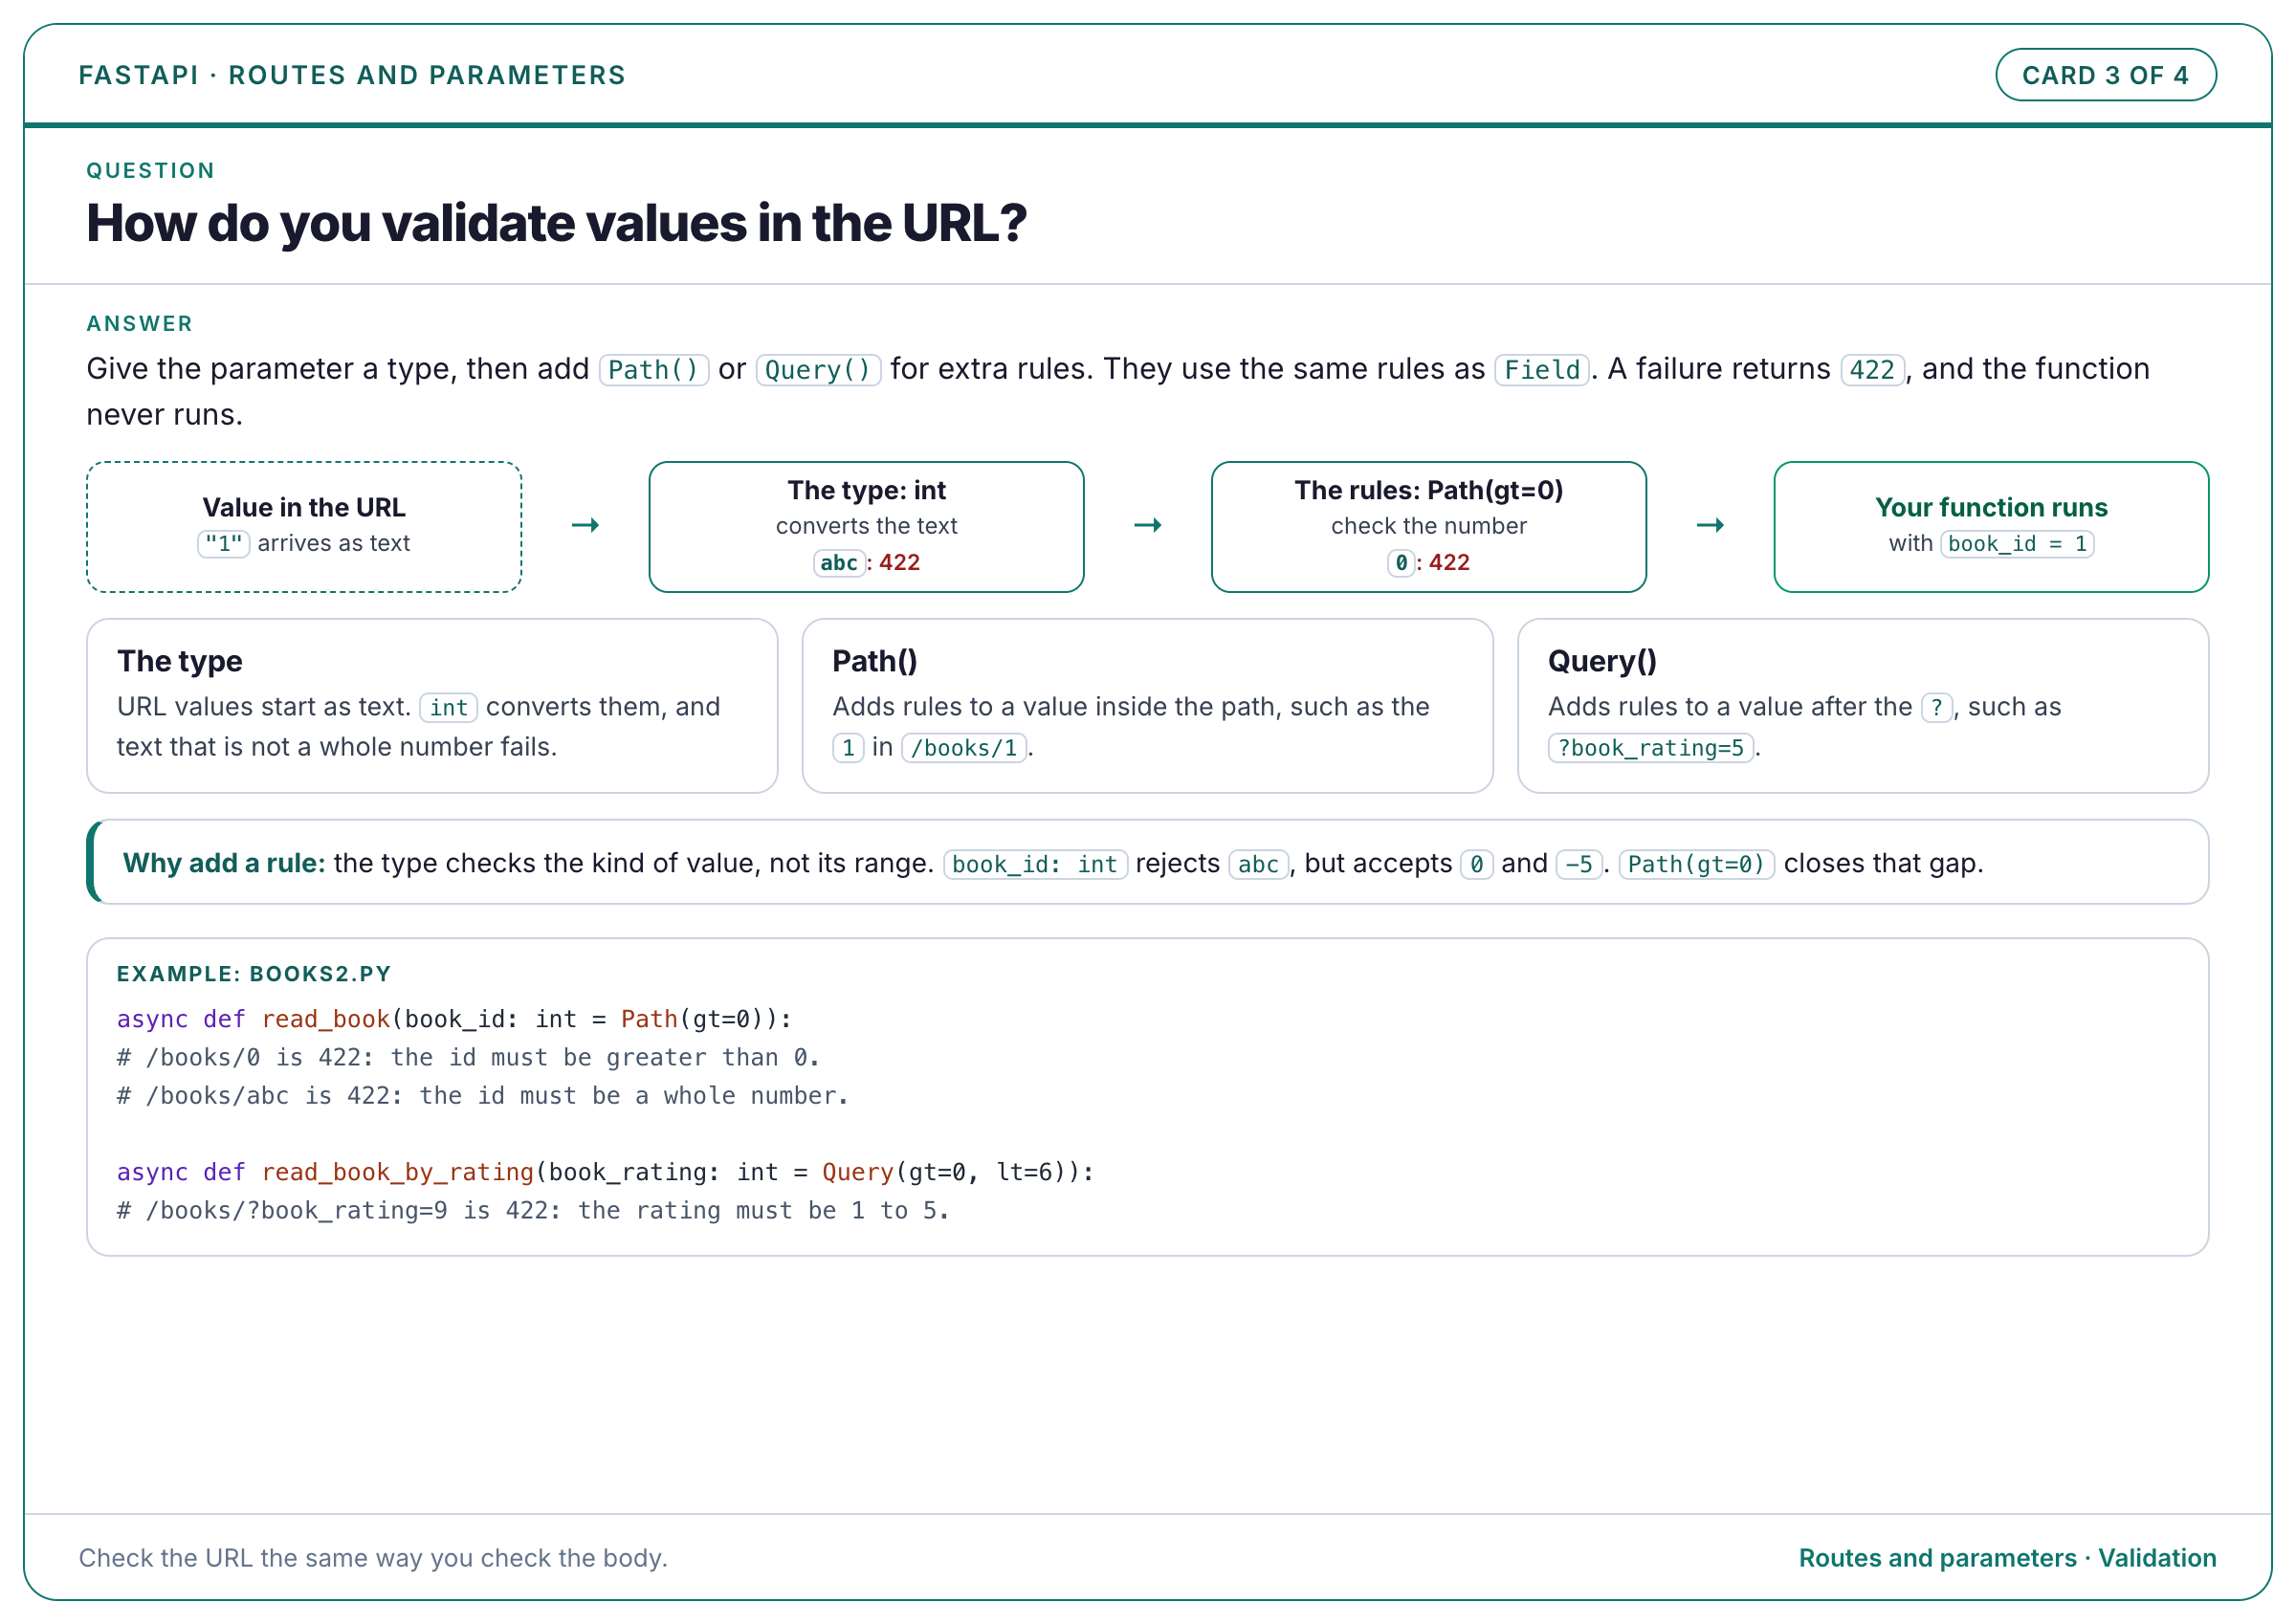 FASTAPI · ROUTES AND PARAMETERS
CARD 3 OF 4
QUESTION
How do you validate values in the URL?
ANSWER
Give the parameter a type, then add Path() or Query() for extra rules. They use the same rules as Field. A failure returns 422, and the function
never runs.
Value in the URL
"1" arrives as text
→
The type: int
converts the text
abc: 422
→
The rules: Path(gt=0)
check the number
0: 422
→
Your function runs
with book_id = 1
The type
URL values start as text. int converts them, and
text that is not a whole number fails.
Path()
Adds rules to a value inside the path, such as the
1 in /books/1.
Query()
Adds rules to a value after the ?, such as
?book_rating=5.
Why add a rule: the type checks the kind of value, not its range. book_id: int rejects abc, but accepts 0 and −5. Path(gt=0) closes that gap.
EXAMPLE: BOOKS2.PY
async def read_book(book_id: int = Path(gt=0)):
# /books/0 is 422: the id must be greater than 0.
# /books/abc is 422: the id must be a whole number.
async def read_book_by_rating(book_rating: int = Query(gt=0, lt=6)):
# /books/?book_rating=9 is 422: the rating must be 1 to 5.
Check the URL the same way you check the body.
Routes and parameters · Validation